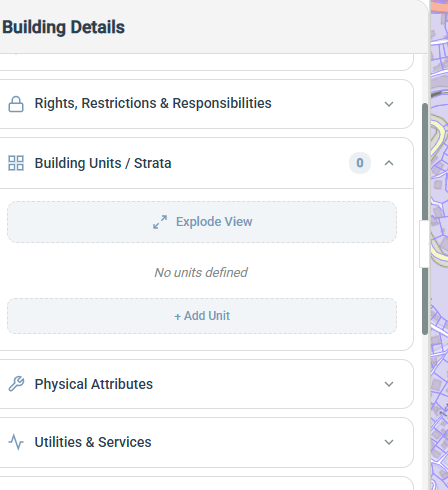 Building Details
Rights, Restrictions & Responsibilities
Building Units / Strata
0
Explode View
No units defined
+ Add Unit
Physical Attributes
Utilities & Services